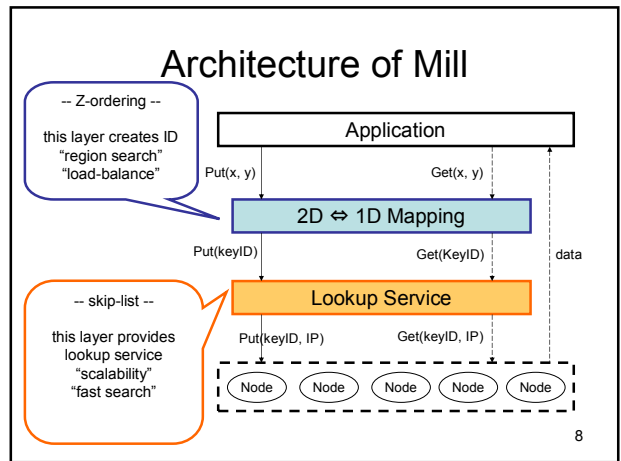 Architecture of Mill
-- Z-ordering --
this layer creates ID
“region search”
“load-balance”
Application
Put(x, y)
Get(x, y)
2D ⇔ 1D Mapping
Put(keyID)
Get(KeyID)
data
-- skip-list --
this layer provides
lookup service
“scalability”
“fast search”
Lookup Service
Put(keyID, IP)
Get(keyID, IP)
Node
Node
Node
Node
Node
8